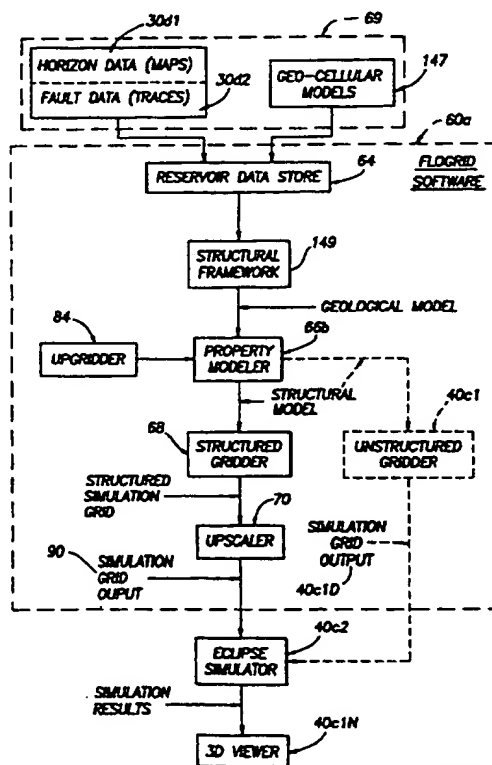 30d1
69
HORIZON DATA (MAPS)
FAULT DATA (TRACES)
30d2
GEO-CELLULAR
MODELS
147
60a
FLOGRID
SOFTWARE
RESERVOIR DATA STORE
64
STRUCTURAL
FRAMEWORK
149
GEOLOGICAL MODEL
84
UPGRIDDER
PROPERTY
MODELER
66b
STRUCTURAL
MODEL
40c1
68
STRUCTURED
GRIDDER
UNSTRUCTURED
GRIDDER
STRUCTURED
SIMULATION
GRID
70
UPSCALER
90
SIMULATION
GRID
OUPUT
SIMULATION
GRID
OUTPUT
40c1D
ECLIPSE
SIMULATOR
40c2
SIMULATION
RESULTS
3D VIEWER
40c1N